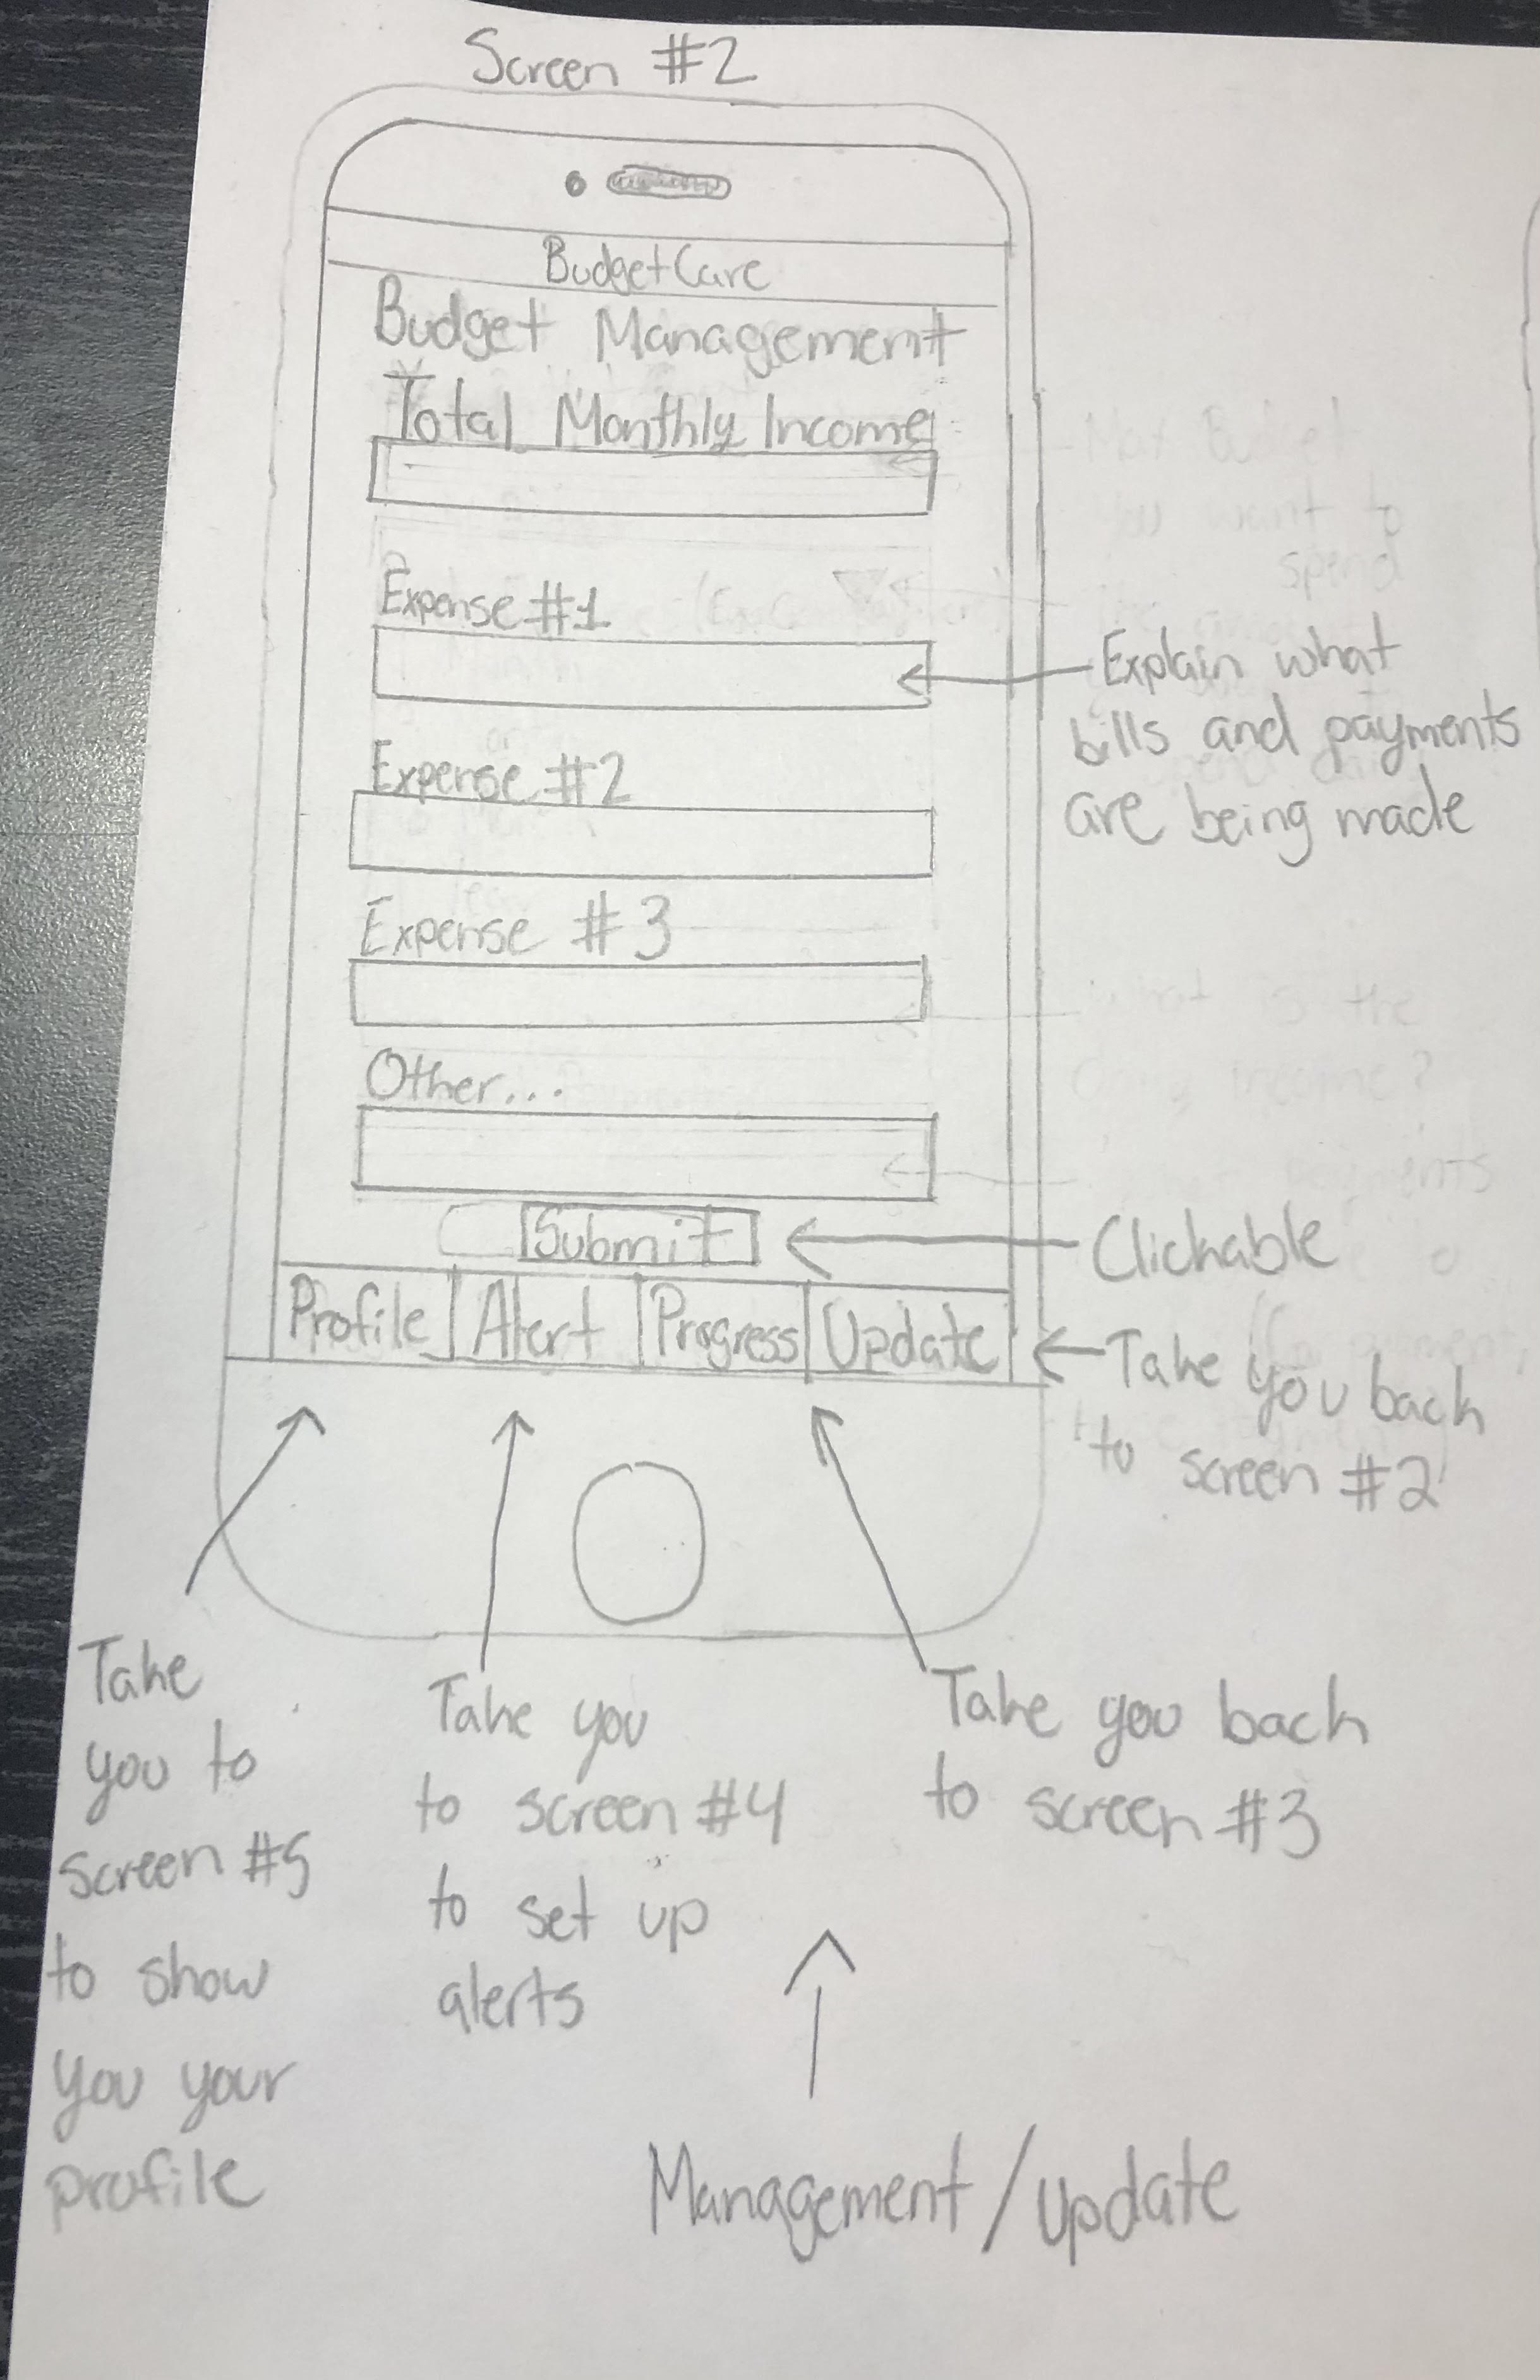 Screen #2
BudgetCare
Budget Management
Total Monthly Income
Expense #1
Explain what
bills and payments
are being made
Expense #2
Expense #3
Other...
Submit
Clickable
Profile
Alert
Progress
Update
Take you back
to screen #2
Take
you to
screen #5
to show
you your
profile
Take you
to screen #4
to set up
alerts
Take you back
to screen #3
Management/Update